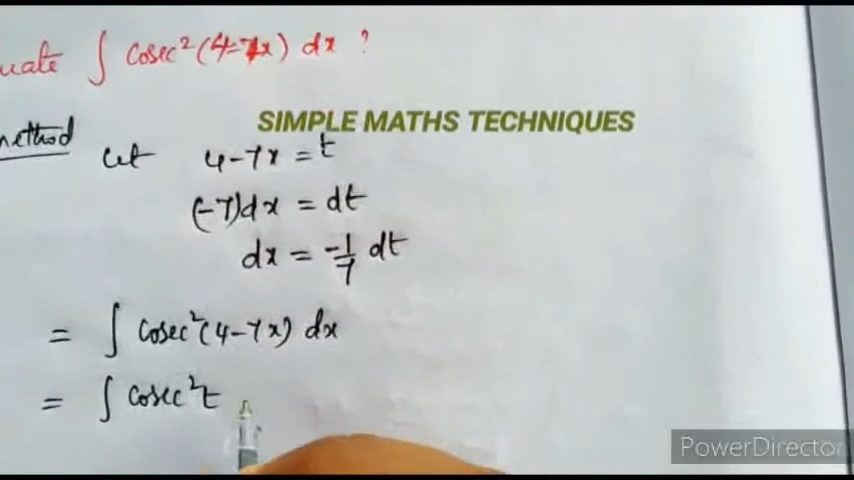 uate ∫ Cosec²(4-7x) dx ?
SIMPLE MATHS TECHNIQUES
method
Let 4-7x = t
(-7)dx = dt
dx = -1/7 dt
= ∫ Cosec²(4-7x) dx
= ∫ Cosec²t
PowerDirector